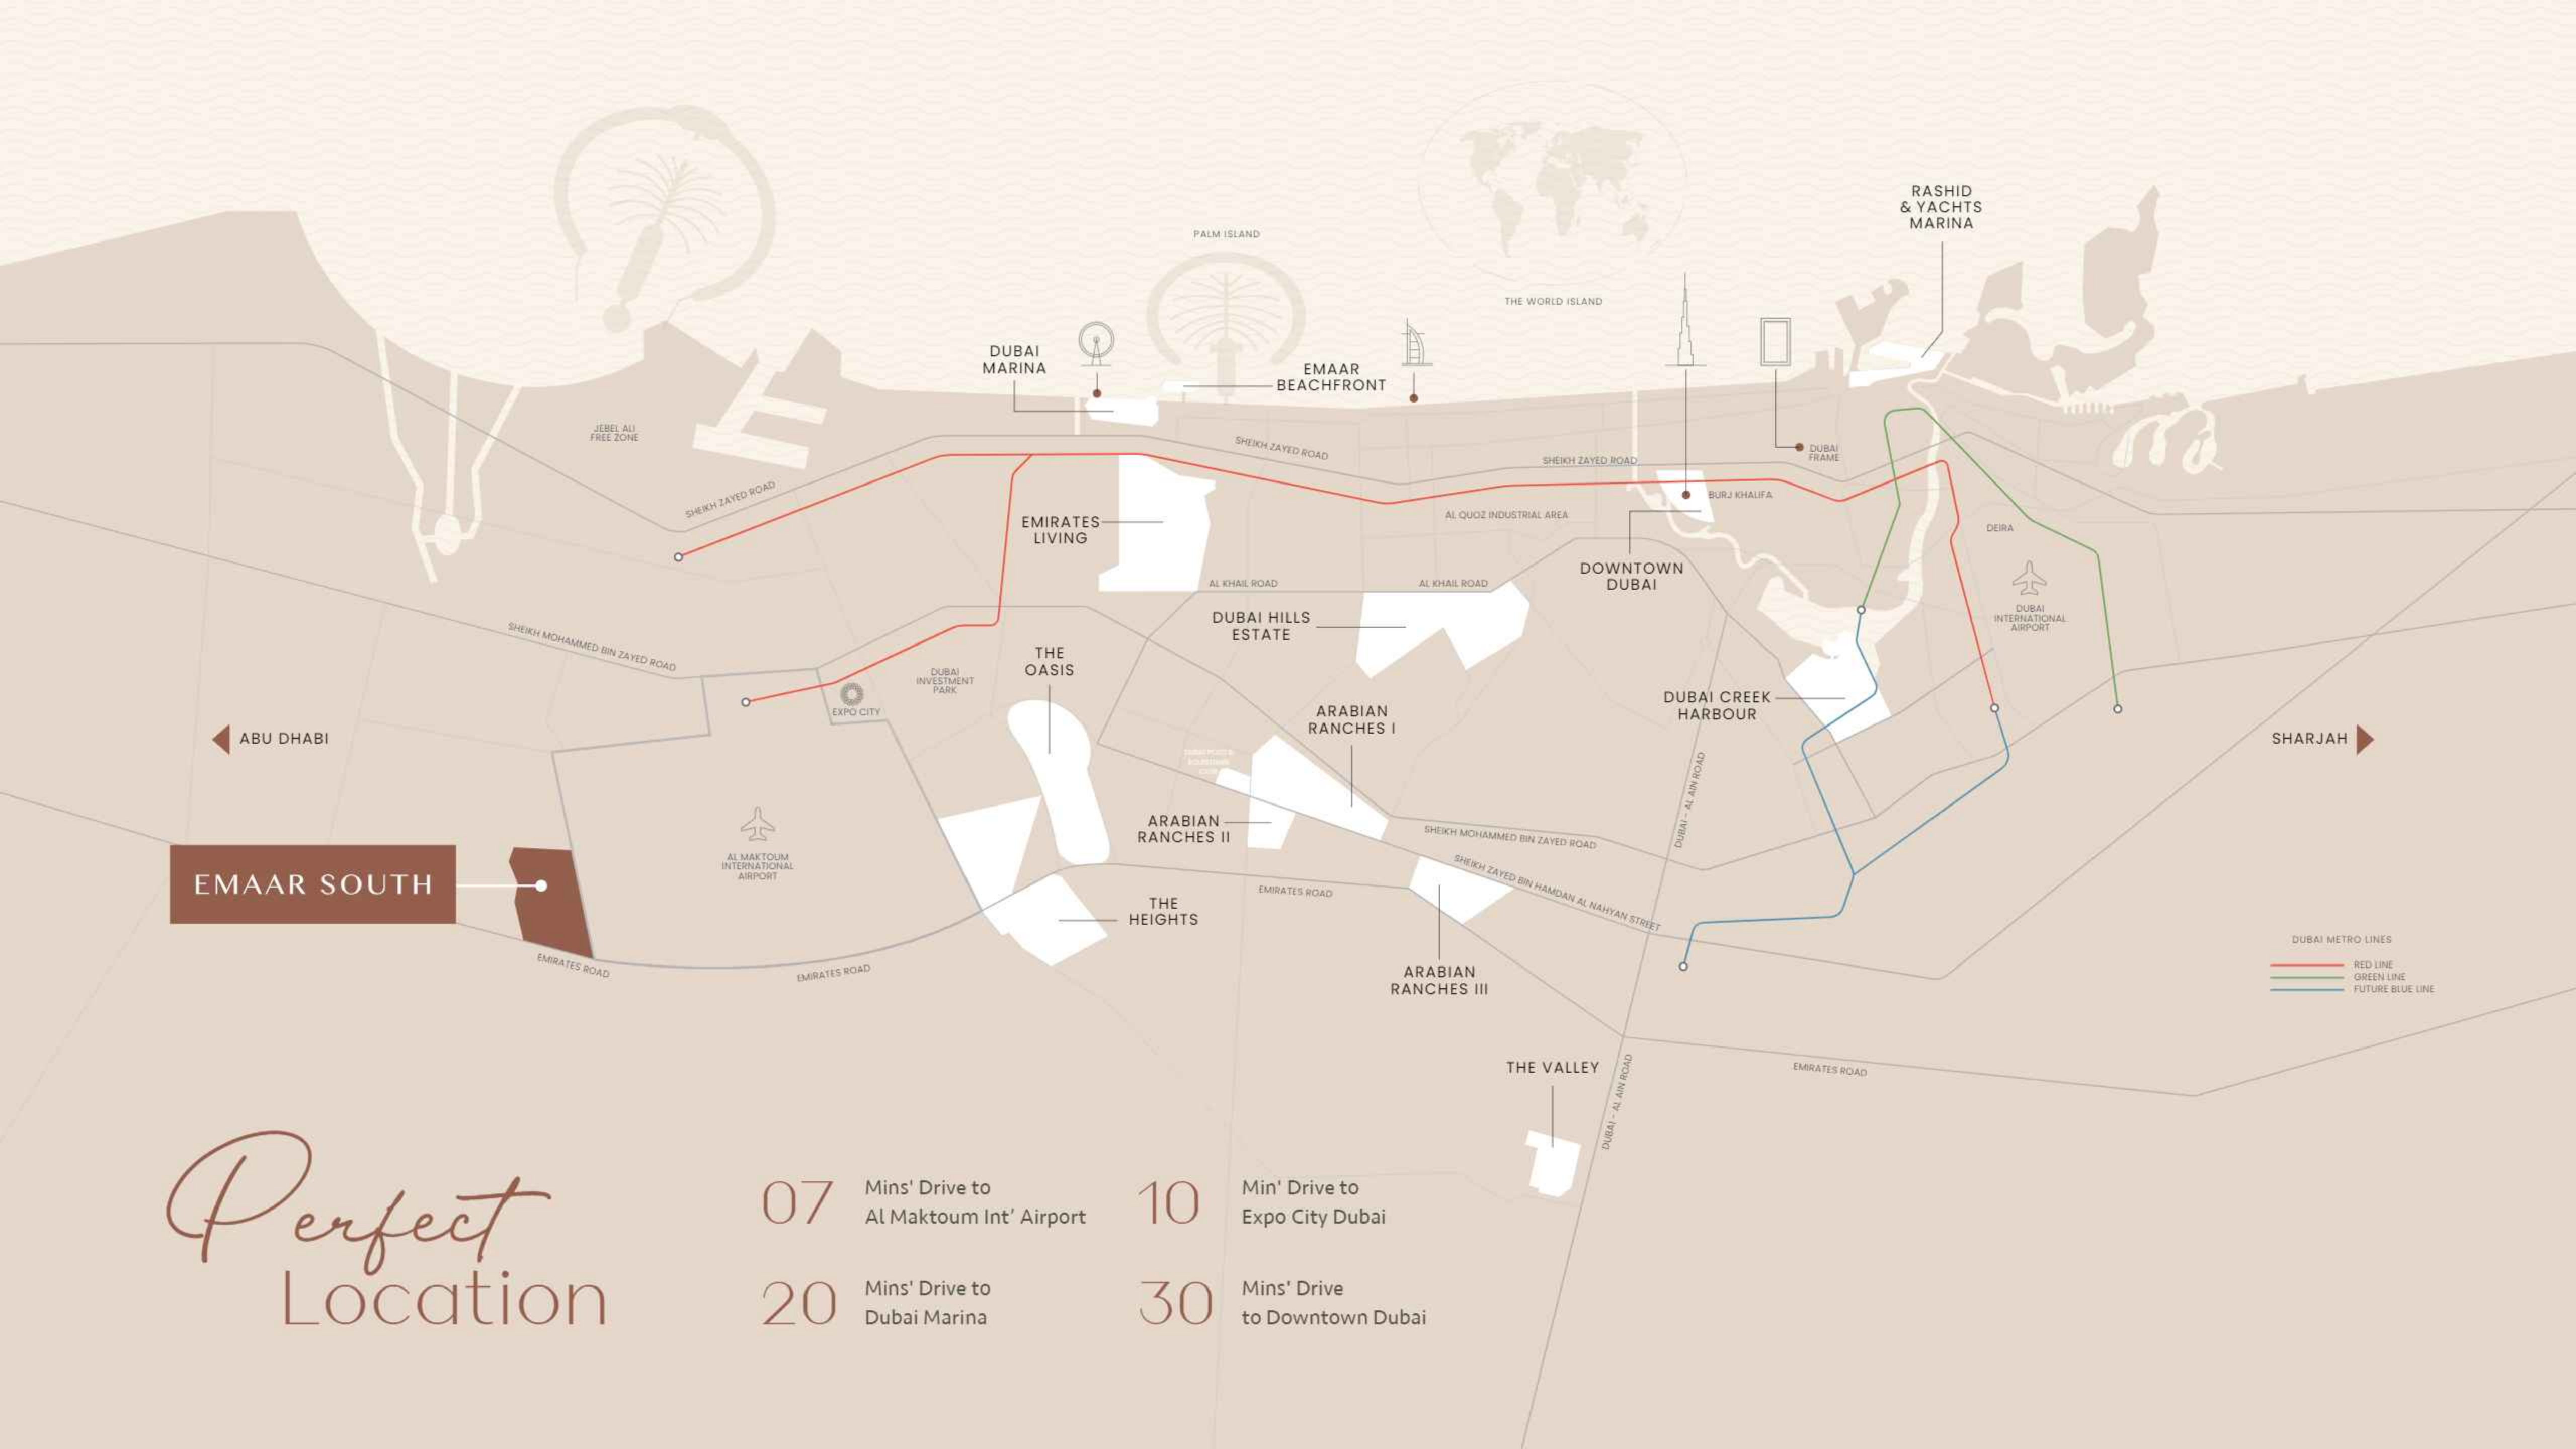 RASHID
& YACHTS
MARINA
PALM ISLAND
THE WORLD ISLAND
DUBAI
MARINA
EMAAR
BEACHFRONT
JEBEL ALI
FREE ZONE
SHEIKH ZAYED ROAD
SHEIKH ZAYED ROAD
SHEIKH ZAYED ROAD
DUBAI
FRAME
BURJ KHALIFA
AL QUOZ INDUSTRIAL AREA
EMIRATES
LIVING
DEIRA
DOWNTOWN
DUBAI
AL KHAIL ROAD
AL KHAIL ROAD
DUBAI HILLS
ESTATE
DUBAI
INTERNATIONAL
AIRPORT
SHEIKH MOHAMMED BIN ZAYED ROAD
THE
OASIS
DUBAI
INVESTMENT
PARK
EXPO CITY
DUBAI CREEK
HARBOUR
ARABIAN
RANCHES I
ABU DHABI
SHARJAH
DUBAI - AL AIN ROAD
ARABIAN
RANCHES II
SHEIKH MOHAMMED BIN ZAYED ROAD
AL MAKTOUM
INTERNATIONAL
AIRPORT
EMAAR SOUTH
SHEIKH ZAYED BIN HAMDAN AL NAHYAN STREET
EMIRATES ROAD
THE
HEIGHTS
EMIRATES ROAD
EMIRATES ROAD
ARABIAN
RANCHES III
DUBAI METRO LINES
RED LINE
GREEN LINE
FUTURE BLUE LINE
THE VALLEY
DUBAI - AL AIN ROAD
EMIRATES ROAD
Perfect
Location
07
Mins' Drive to
Al Maktoum Int' Airport
10
Min' Drive to
Expo City Dubai
20
Mins' Drive to
Dubai Marina
30
Mins' Drive
to Downtown Dubai